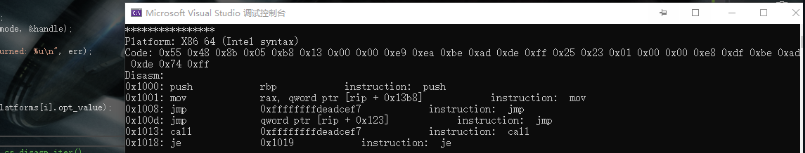 Microsoft Visual Studio 调试控制台
;
mode, &handle);
urned: %u\n", err);
latforms[i].opt_value);
****************
Platform: X86 64 (Intel syntax)
Code: 0x55 0x48 0x8b 0x05 0xb8 0x13 0x00 0x00 0xe9 0xea 0xbe 0xad 0xde 0xff 0x25 0x23 0x01 0x00 0x00 0xe8 0xdf 0xbe 0xad
0xde 0x74 0xff
Disasm:
0x1000: push rbp instruction: push
0x1001: mov rax, qword ptr [rip + 0x13b8] instruction: mov
0x1008: jmp 0xffffffffdeadcef7 instruction: jmp
0x100d: jmp qword ptr [rip + 0x123] instruction: jmp
0x1013: call 0xffffffffdeadcef7 instruction: call
0x1018: je 0x1019 instruction: je